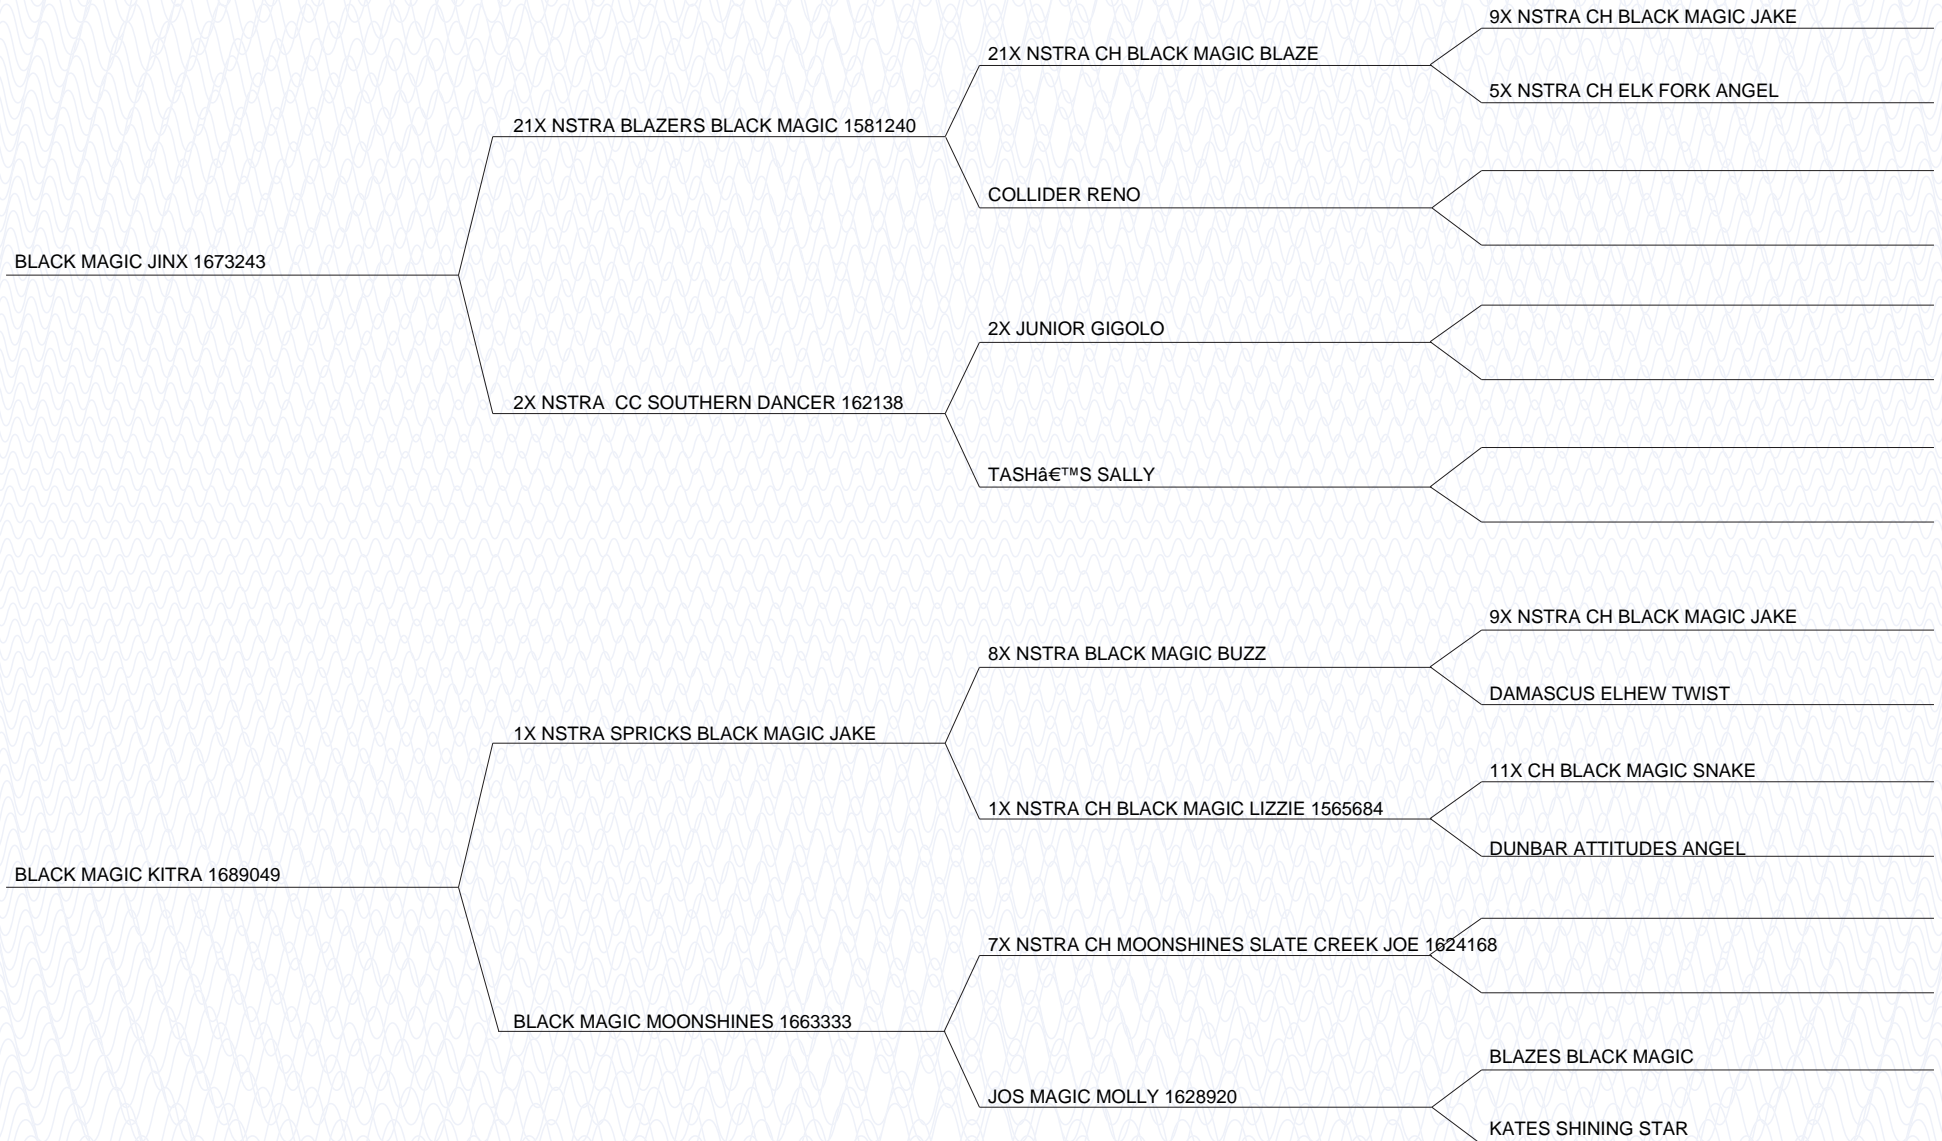 9X NSTRA CH BLACK MAGIC JAKE
21X NSTRA CH BLACK MAGIC BLAZE
5X NSTRA CH ELK FORK ANGEL
21X NSTRA BLAZERS BLACK MAGIC 1581240
COLLIDER RENO
BLACK MAGIC JINX 1673243
2X JUNIOR GIGOLO
2X NSTRA  CC SOUTHERN DANCER 162138
TASHâ€™S SALLY
9X NSTRA CH BLACK MAGIC JAKE
8X NSTRA BLACK MAGIC BUZZ
DAMASCUS ELHEW TWIST
1X NSTRA SPRICKS BLACK MAGIC JAKE
11X CH BLACK MAGIC SNAKE
1X NSTRA CH BLACK MAGIC LIZZIE 1565684
DUNBAR ATTITUDES ANGEL
BLACK MAGIC KITRA 1689049
7X NSTRA CH MOONSHINES SLATE CREEK JOE 1624168
BLACK MAGIC MOONSHINES 1663333
BLAZES BLACK MAGIC
JOS MAGIC MOLLY 1628920
KATES SHINING STAR